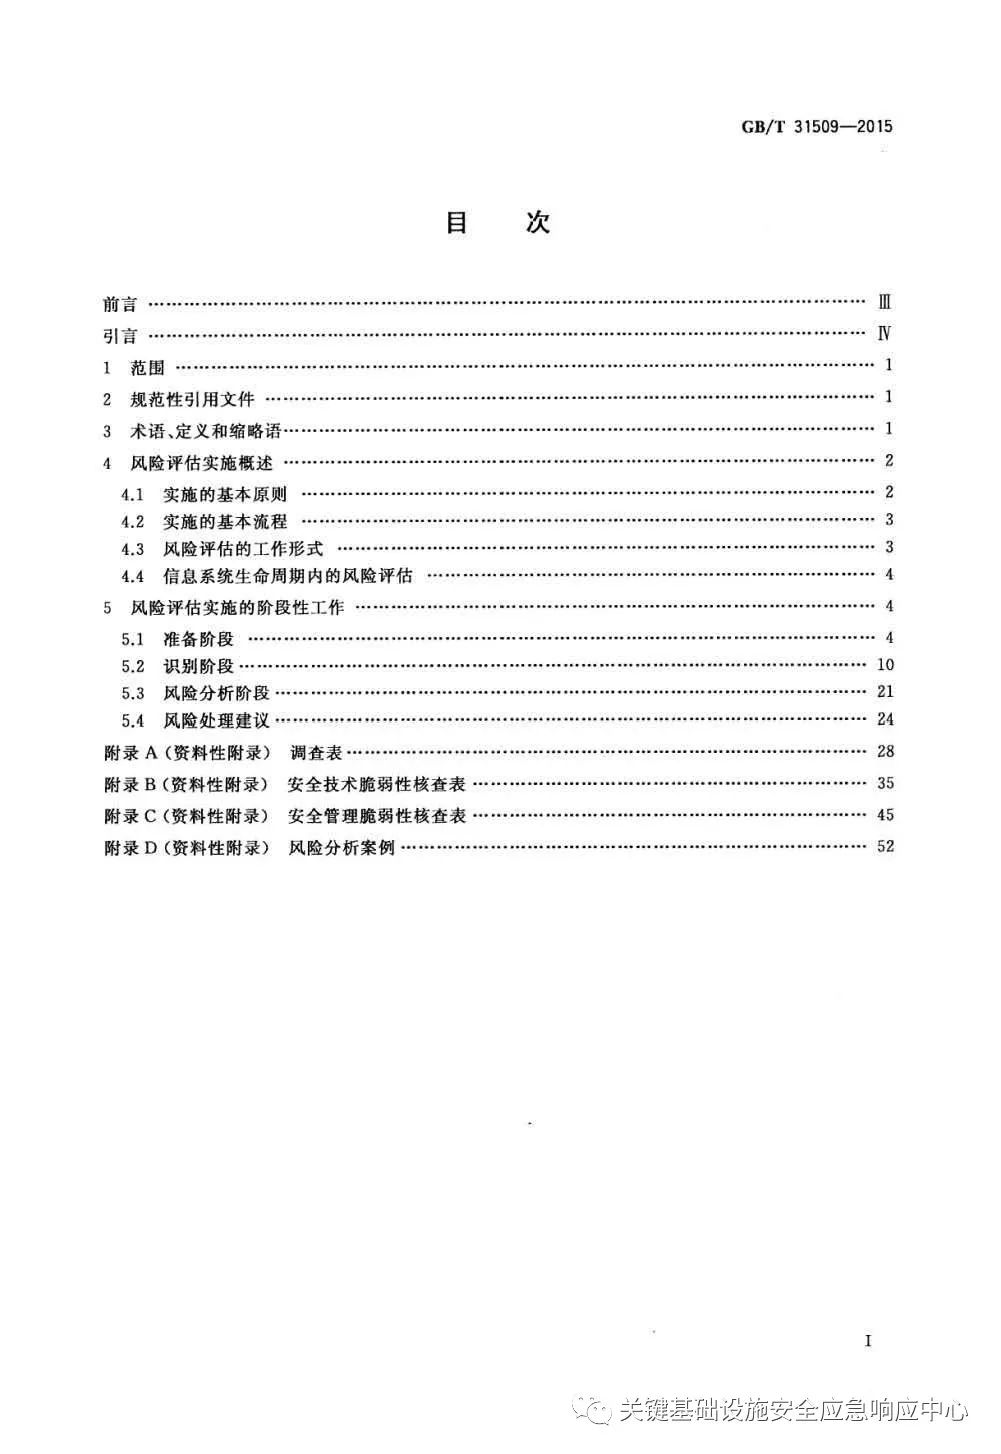 GB/T 31509—2015
目 次
前言 …………………………………………………………………………… Ⅲ
引言 …………………………………………………………………………… Ⅳ
1 范围 …………………………………………………………………………… 1
2 规范性引用文件 …………………………………………………………………………… 1
3 术语、定义和缩略语…………………………………………………………………………… 1
4 风险评估实施概述 …………………………………………………………………………… 2
4.1 实施的基本原则 …………………………………………………………………………… 2
4.2 实施的基本流程 …………………………………………………………………………… 3
4.3 风险评估的工作形式 …………………………………………………………………………… 3
4.4 信息系统生命周期内的风险评估 …………………………………………………………………………… 4
5 风险评估实施的阶段性工作 …………………………………………………………………………… 4
5.1 准备阶段 …………………………………………………………………………… 4
5.2 识别阶段…………………………………………………………………………… 10
5.3 风险分析阶段…………………………………………………………………………… 21
5.4 风险处理建议…………………………………………………………………………… 24
附录 A(资料性附录) 调查表…………………………………………………………………………… 28
附录 B(资料性附录) 安全技术脆弱性核查表…………………………………………………………………………… 35
附录 C(资料性附录) 安全管理脆弱性核查表…………………………………………………………………………… 45
附录 D(资料性附录) 风险分析案例…………………………………………………………………………… 52
Ⅰ
关键基础设施安全应急响应中心